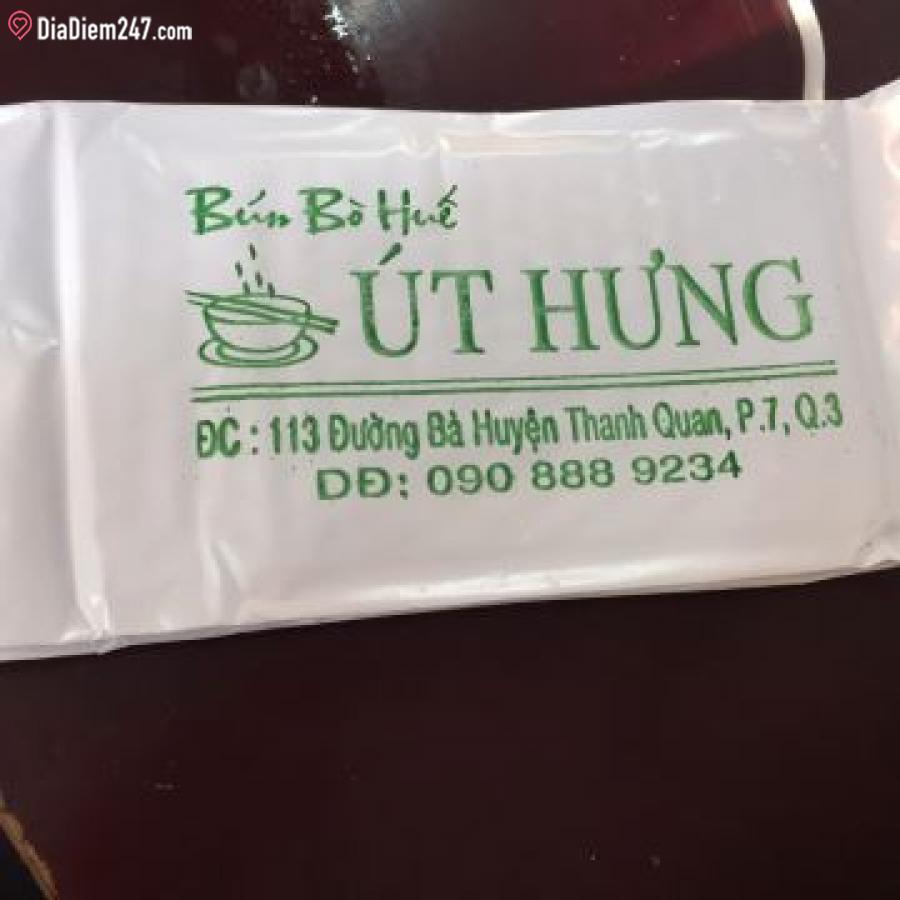 DiaDiem247.com
Bún Bò Huế
ÚT HƯNG
ĐC : 113 Đường Bà Huyện Thanh Quan, P.7, Q.3
DĐ: 090 888 9234